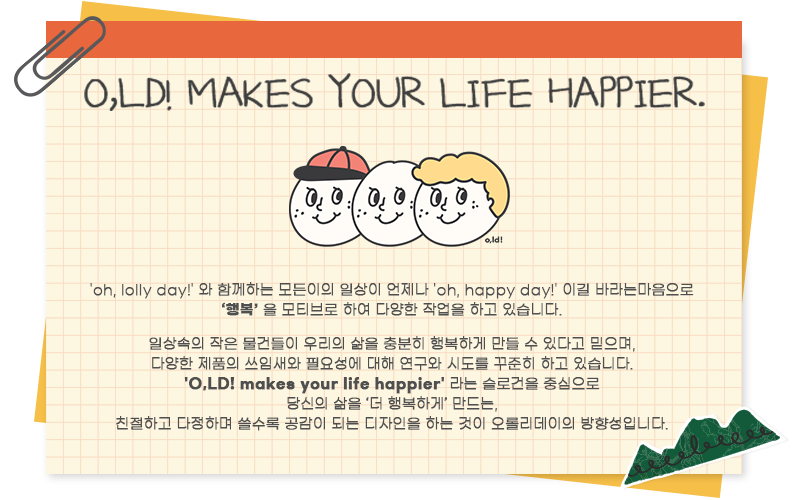 O,LD! MAKES YOUR LIFE HAPPIER.
o,ld!
'oh, lolly day!' 와 함께하는 모든이의 일상이 언제나 'oh, happy day!' 이길 바라는마음으로
‘행복’ 을 모티브로 하여 다양한 작업을 하고 있습니다.
일상속의 작은 물건들이 우리의 삶을 충분히 행복하게 만들 수 있다고 믿으며,
다양한 제품의 쓰임새와 필요성에 대해 연구와 시도를 꾸준히 하고 있습니다.
'O,LD! makes your life happier' 라는 슬로건을 중심으로
당신의 삶을 ‘더 행복하게’ 만드는,
친절하고 다정하며 쓸수록 공감이 되는 디자인을 하는 것이 오롤리데이의 방향성입니다.